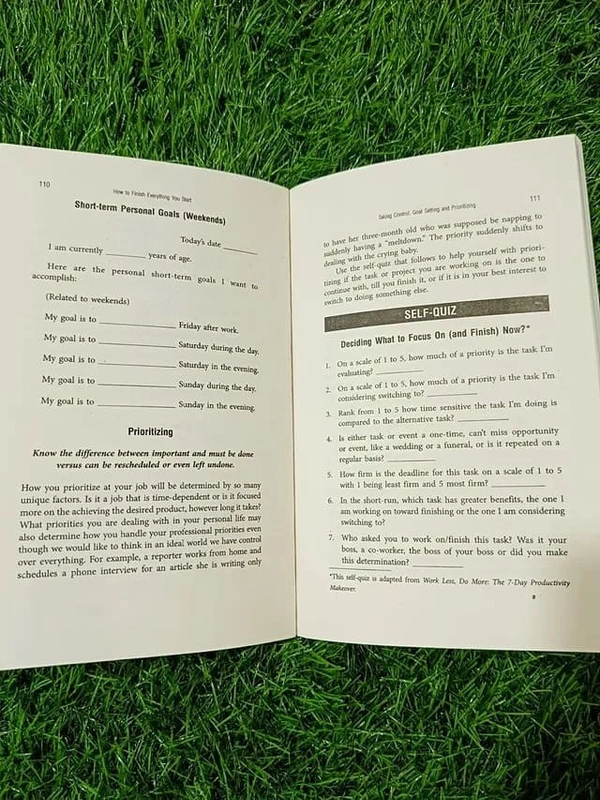 110
How to Finish Everything You Start
Short-term Personal Goals (Weekends)
Today's date ________
I am currently ________ years of age.
Here are the personal short-term goals I want to
accomplish:
(Related to weekends)
My goal is to ________________ Friday after work.
My goal is to ________________ Saturday during the day.
My goal is to ________________ Saturday in the evening.
My goal is to ________________ Sunday during the day.
My goal is to ________________ Sunday in the evening.
Prioritizing
Know the difference between important and must be done
versus can be rescheduled or even left undone.
How you prioritize at your job will be determined by so many
unique factors. Is it a job that is time-dependent or is it focused
more on the achieving the desired product, however long it takes?
What priorities you are dealing with in your personal life may
also determine how you handle your professional priorities even
though we would like to think in an ideal world we have control
over everything. For example, a reporter works from home and
schedules a phone interview for an article she is writing only
Taking Control: Goal Setting and Prioritizing
111
to have her three-month old who was supposed be napping to
suddenly having a "meltdown." The priority suddenly shifts to
dealing with the crying baby.
Use the self-quiz that follows to help yourself with priori-
tizing if the task or project you are working on is the one to
continue with, till you finish it, or if it is in your best interest to
switch to doing something else.
SELF-QUIZ
Deciding What to Focus On (and Finish) Now?*
1. On a scale of 1 to 5, how much of a priority is the task I'm
evaluating? ________
2. On a scale of 1 to 5, how much of a priority is the task I'm
considering switching to? ________
3. Rank from 1 to 5 how time sensitive the task I'm doing is
compared to the alternative task? ________
4. Is either task or event a one-time, can't miss opportunity
or event, like a wedding or a funeral, or is it repeated on a
regular basis? ________
5. How firm is the deadline for this task on a scale of 1 to 5
with 1 being least firm and 5 most firm? ________
6. In the short-run, which task has greater benefits, the one I
am working on toward finishing or the one I am considering
switching to?
7. Who asked you to work on/finish this task? Was it your
boss, a co-worker, the boss of your boss or did you make
this determination? ________
*This self-quiz is adapted from Work Less, Do More: The 7-Day Productivity
Makeover.